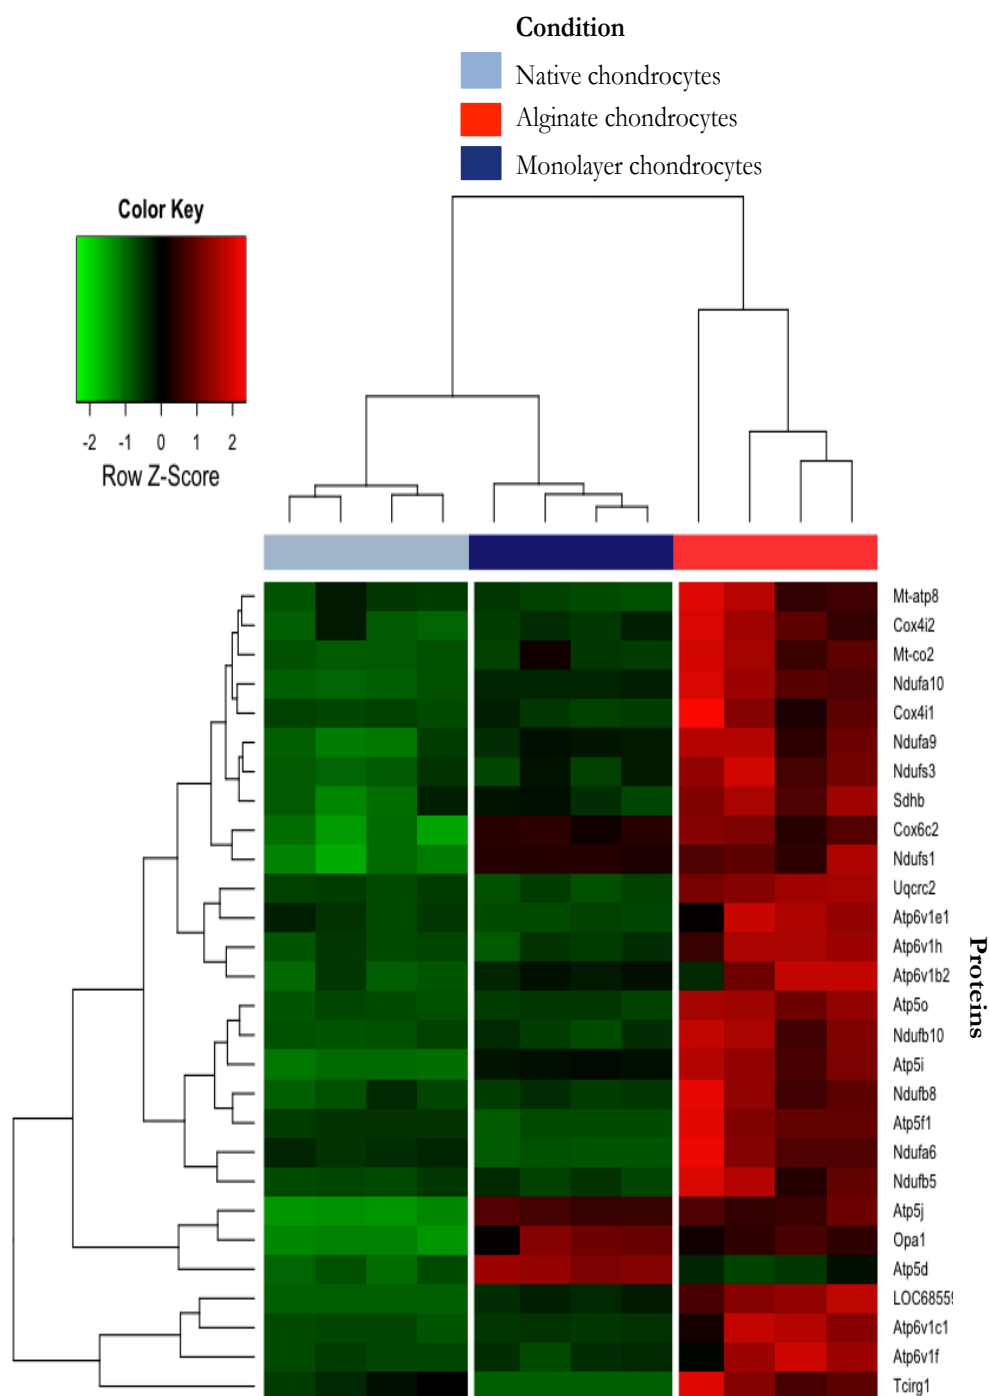 Condition
Native chondrocytes
Alginate chondrocytes
Monolayer chondrocytes
Color Key
-2 -1 0 1 2
Row Z-Score
Mt-atp8
Cox4i2
Mt-co2
Ndufa10
Cox4i1
Ndufa9
Ndufs3
Sdhb
Cox6c2
Ndufs1
Uqcrc2
Atp6v1e1
Atp6v1h
Atp6v1b2
Atp5o
Ndufb10
Atp5i
Ndufb8
Atp5f1
Ndufa6
Ndufb5
Atp5j
Opa1
Atp5d
LOC6855
Atp6v1c1
Atp6v1f
Tcirg1
Proteins